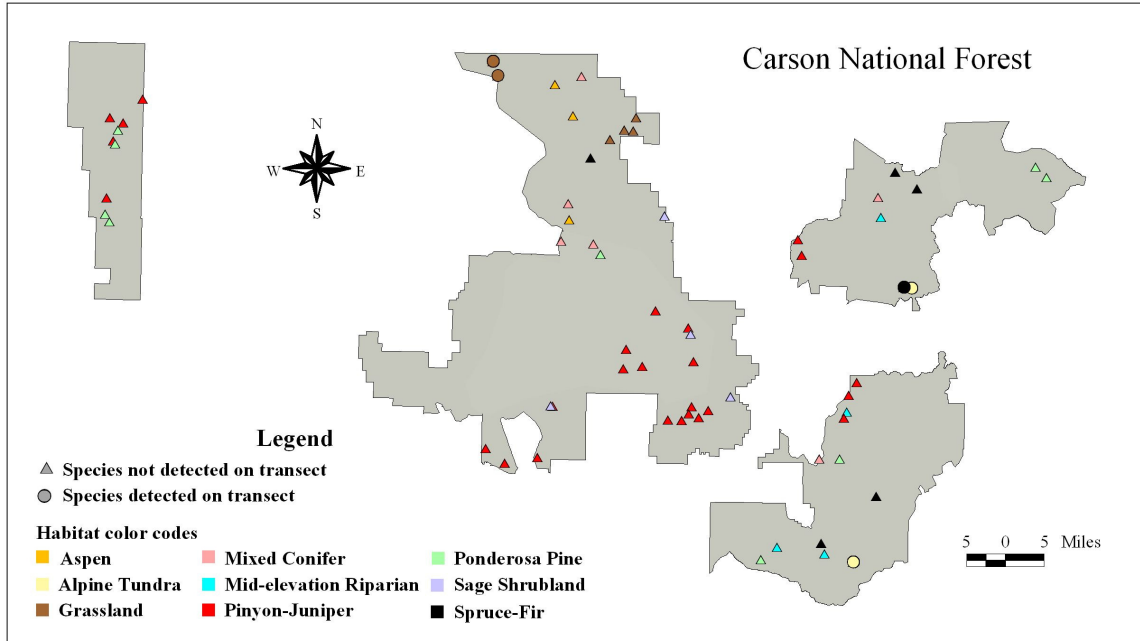 Carson National Forest
N
W E
S
Legend
Species not detected on transect
Species detected on transect
Habitat color codes
Aspen Mixed Conifer Ponderosa Pine
Alpine Tundra Mid-elevation Riparian Sage Shrubland
Grassland Pinyon-Juniper Spruce-Fir
5 0 5 Miles